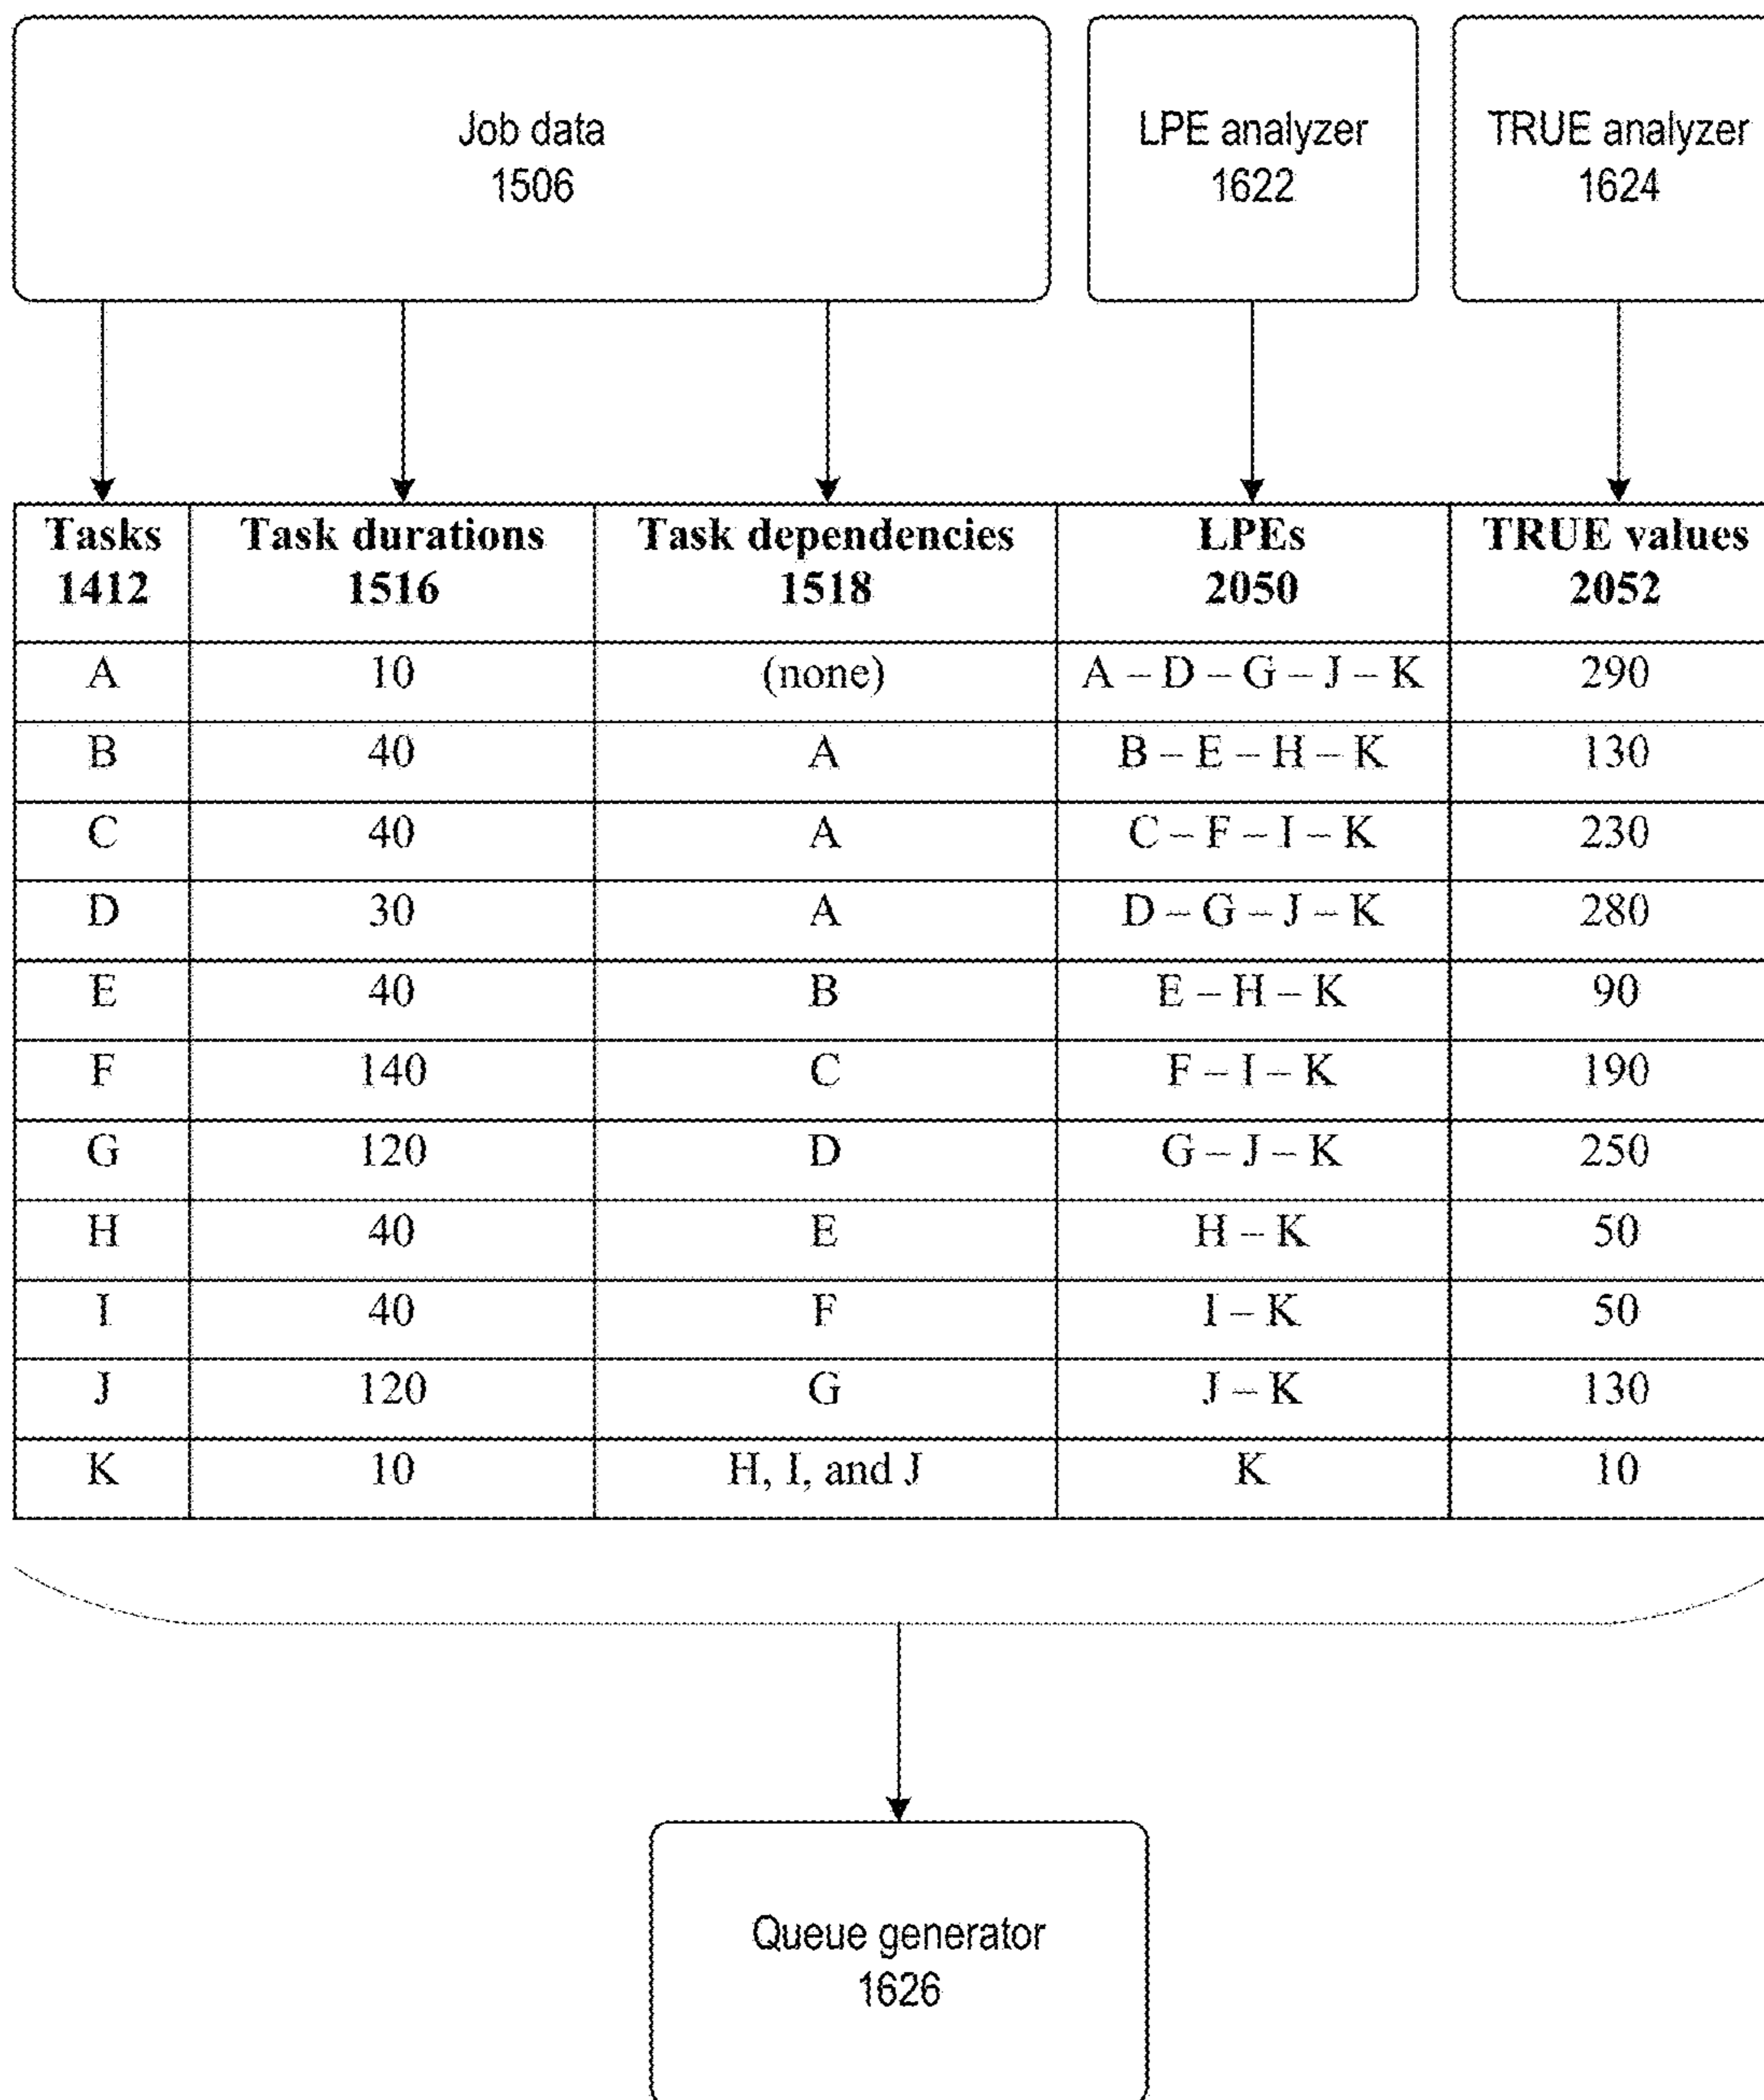 Job data
1506
LPE analyzer
1622
TRUE analyzer
1624
Tasks 1412 | Task durations 1516 | Task dependencies 1518 | LPEs 2050 | TRUE values 2052
A | 10 | (none) | A – D – G – J – K | 290
B | 40 | A | B – E – H – K | 130
C | 40 | A | C – F – I – K | 230
D | 30 | A | D – G – J – K | 280
E | 40 | B | E – H – K | 90
F | 140 | C | F – I – K | 190
G | 120 | D | G – J – K | 250
H | 40 | E | H – K | 50
I | 40 | F | I – K | 50
J | 120 | G | J – K | 130
K | 10 | H, I, and J | K | 10
Queue generator
1626